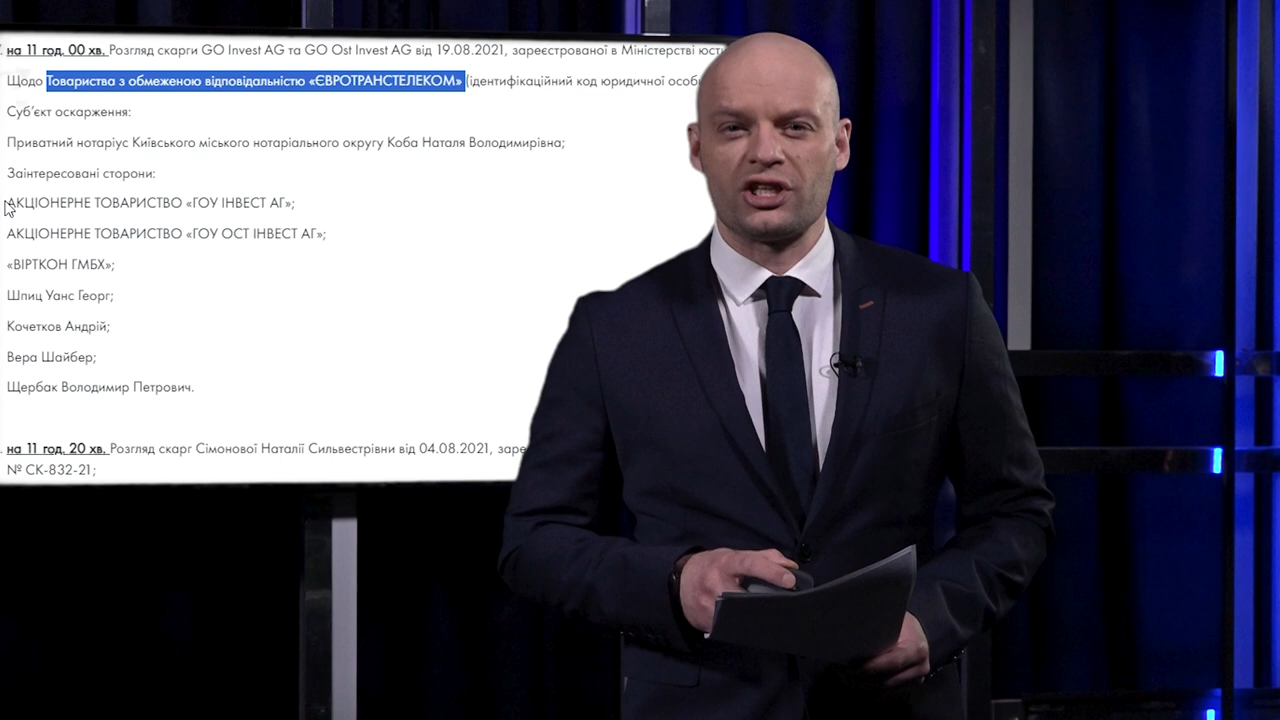 на 11 год. 00 хв. Розгляд скарги GO Invest AG та GO Ost Invest AG від 19.08.2021, зареєстрованої в Міністерстві
Щодо Товариства з обмеженою відповідальністю «ЄВРОТРАНСТЕЛЕКОМ» (ідентифікаційний код юридичної
Суб’єкт оскарження:
Приватний нотаріус Київського міського нотаріального округу Коба Наталя Володимирівна;
Заінтересовані сторони:
АКЦІОНЕРНЕ ТОВАРИСТВО «ГОУ ІНВЕСТ АГ»;
АКЦІОНЕРНЕ ТОВАРИСТВО «ГОУ ОСТ ІНВЕСТ АГ»;
«ВІРТКОН ГМБХ»;
Шпиц Уанс Георг;
Кочетков Андрій;
Вера Шайбер;
Щербак Володимир Петрович.
на 11 год. 20 хв. Розгляд скарг Сімонової Наталії Сильвестрівни від 04.08.2021,
№ СК-832-21;